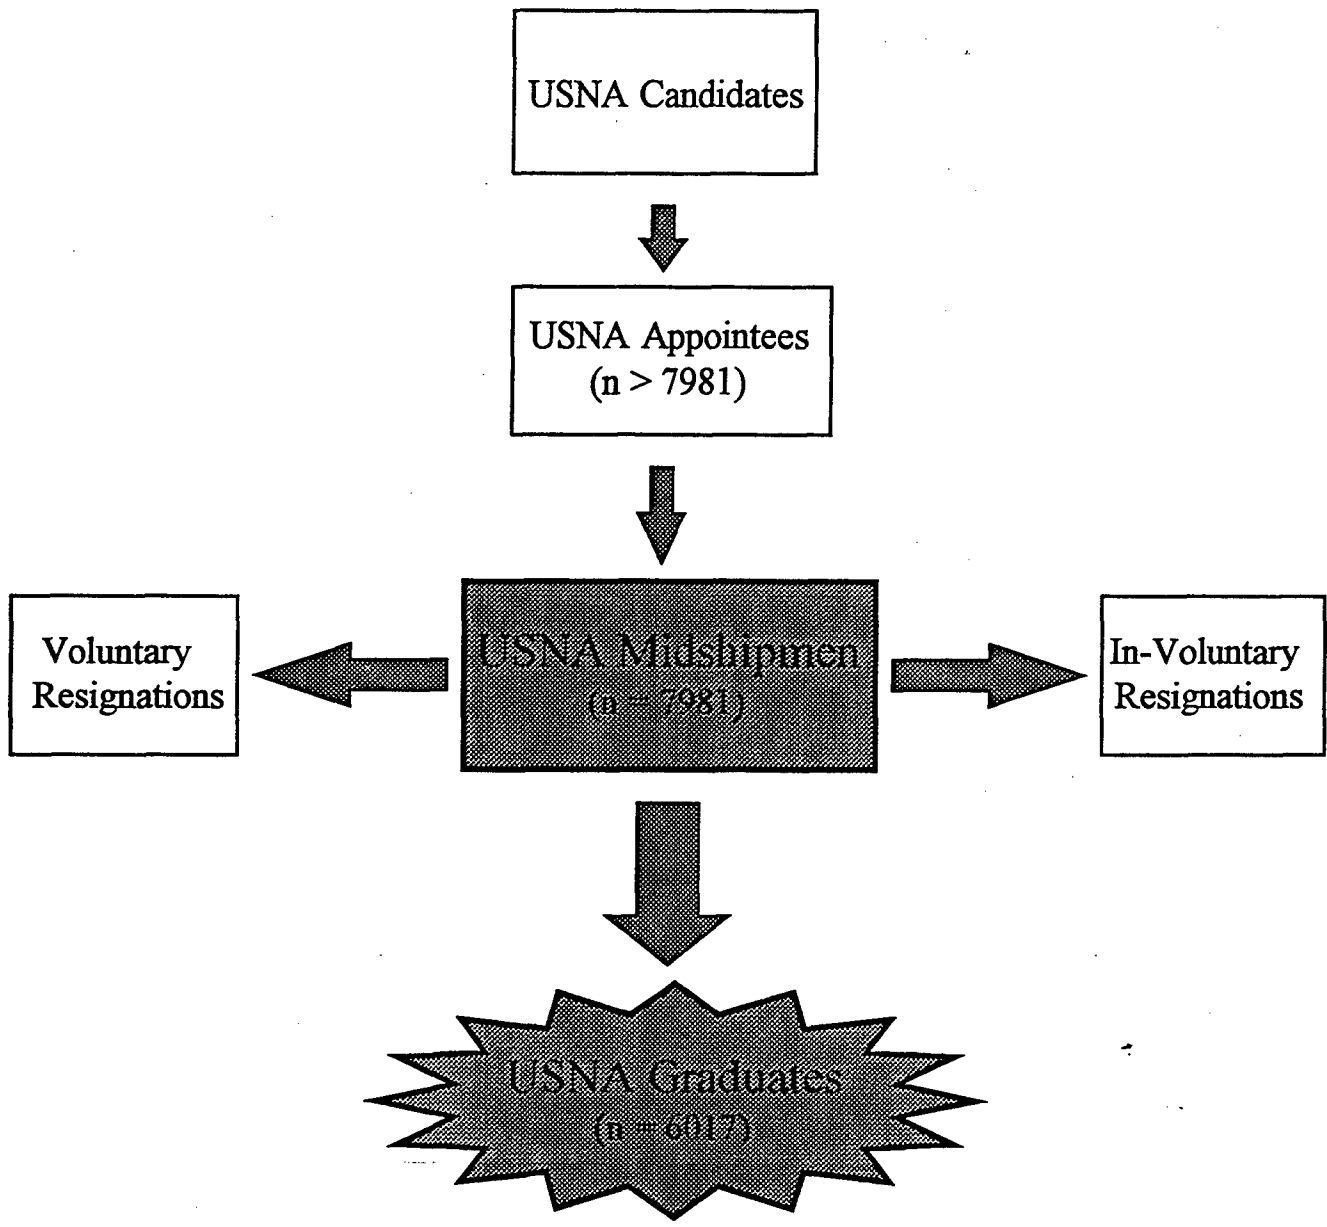 USNA Candidates
USNA Appointees
(n > 7981)
Voluntary
Resignations
USNA Midshipmen
(n = 7981)
In-Voluntary
Resignations
USNA Graduates
(n = 6017)